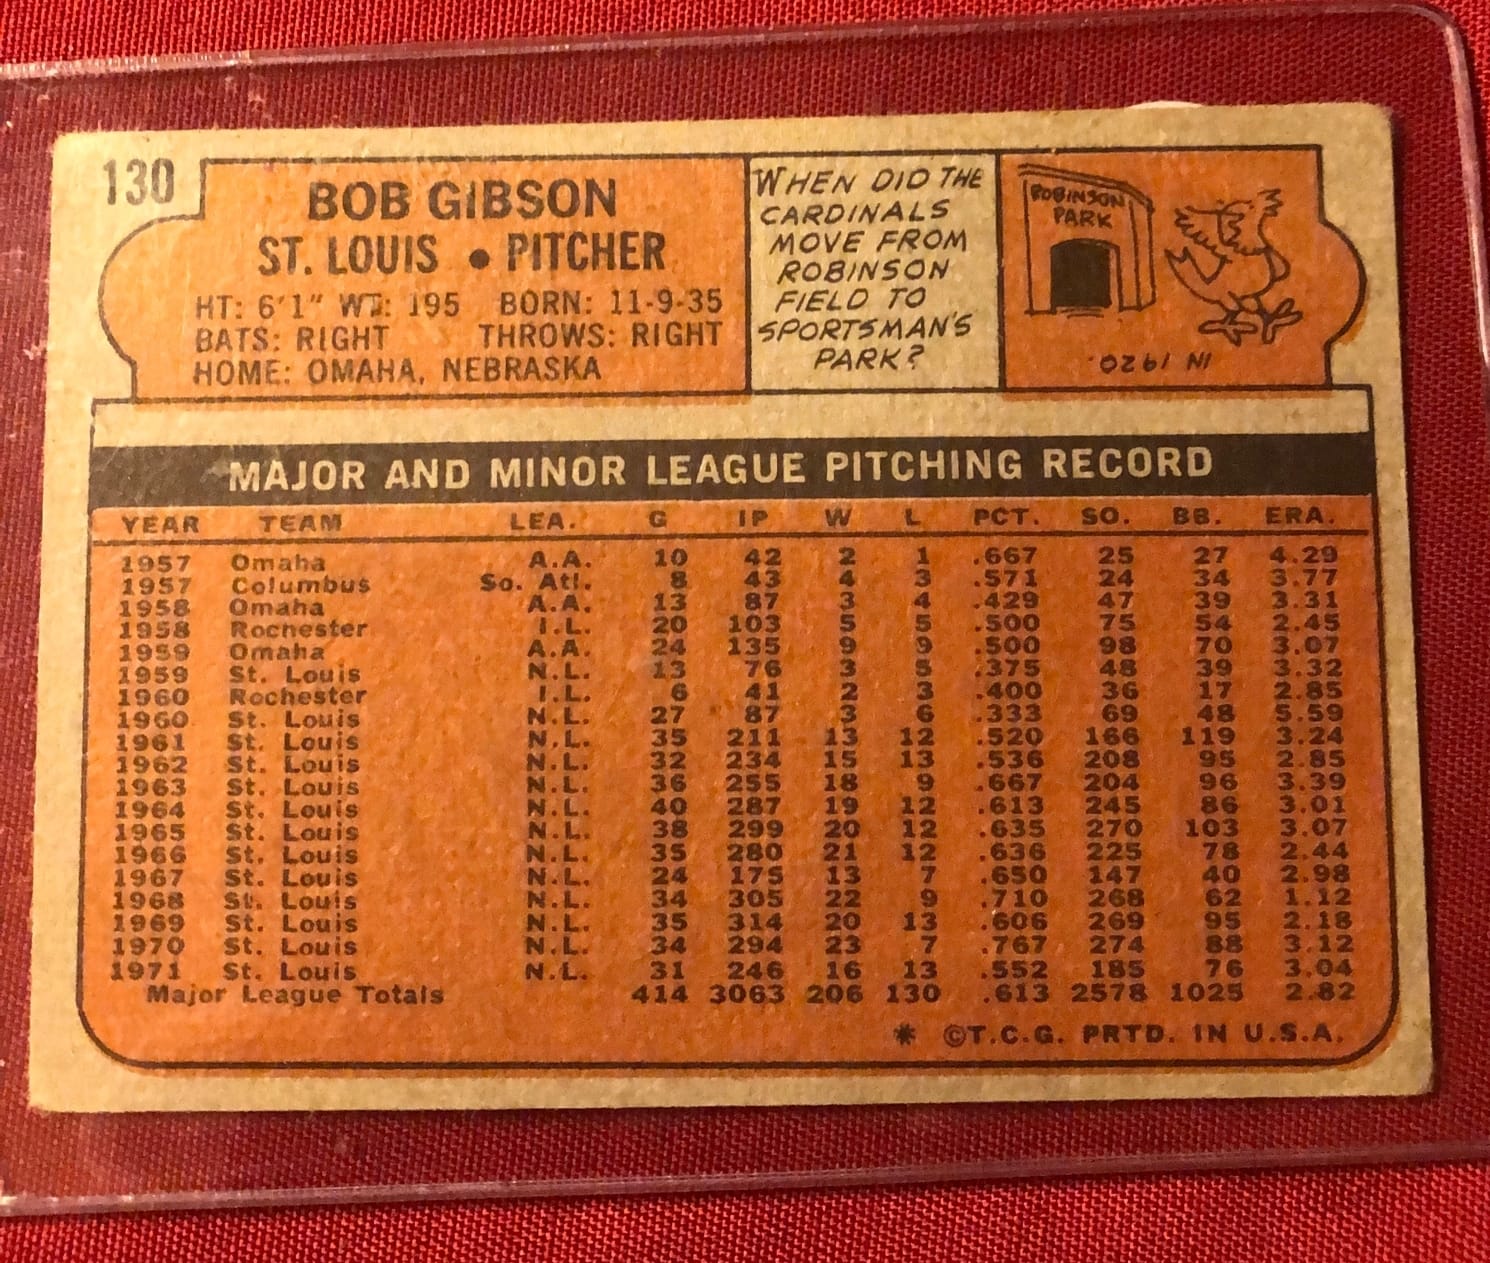 130
BOB GIBSON
ST. LOUIS • PITCHER
HT: 6'1" WT: 195 BORN: 11-9-35
BATS: RIGHT THROWS: RIGHT
HOME: OMAHA, NEBRASKA
WHEN DID THE
CARDINALS
MOVE FROM
ROBINSON
FIELD TO
SPORTSMAN'S
PARK?
ROBINSON
PARK
IN 1920.
MAJOR AND MINOR LEAGUE PITCHING RECORD
YEAR TEAM LEA. G IP W L PCT. SO. BB. ERA.
1957 Omaha A.A. 10 42 2 1 .667 25 27 4.29
1957 Columbus So. Atl. 8 43 4 3 .571 24 34 3.77
1958 Omaha A.A. 13 87 3 4 .429 47 39 3.31
1958 Rochester I.L. 20 103 5 5 .500 75 54 2.45
1959 Omaha A.A. 24 135 9 9 .500 98 70 3.07
1959 St. Louis N.L. 13 76 3 5 .375 48 39 3.32
1960 Rochester I.L. 6 41 2 3 .400 36 17 2.85
1960 St. Louis N.L. 27 87 3 6 .333 69 48 5.59
1961 St. Louis N.L. 35 211 13 12 .520 166 119 3.24
1962 St. Louis N.L. 32 234 15 13 .536 208 95 2.85
1963 St. Louis N.L. 36 255 18 9 .667 204 96 3.39
1964 St. Louis N.L. 40 287 19 12 .613 245 86 3.01
1965 St. Louis N.L. 38 299 20 12 .635 270 103 3.07
1966 St. Louis N.L. 35 280 21 12 .636 225 78 2.44
1967 St. Louis N.L. 24 175 13 7 .650 147 40 2.98
1968 St. Louis N.L. 34 305 22 9 .710 268 62 1.12
1969 St. Louis N.L. 35 314 20 13 .606 269 95 2.18
1970 St. Louis N.L. 34 294 23 7 .767 274 88 3.12
1971 St. Louis N.L. 31 246 16 13 .552 185 76 3.04
Major League Totals 414 3063 206 130 .613 2578 1025 2.82
* ©T.C.G. PRTD. IN U.S.A.